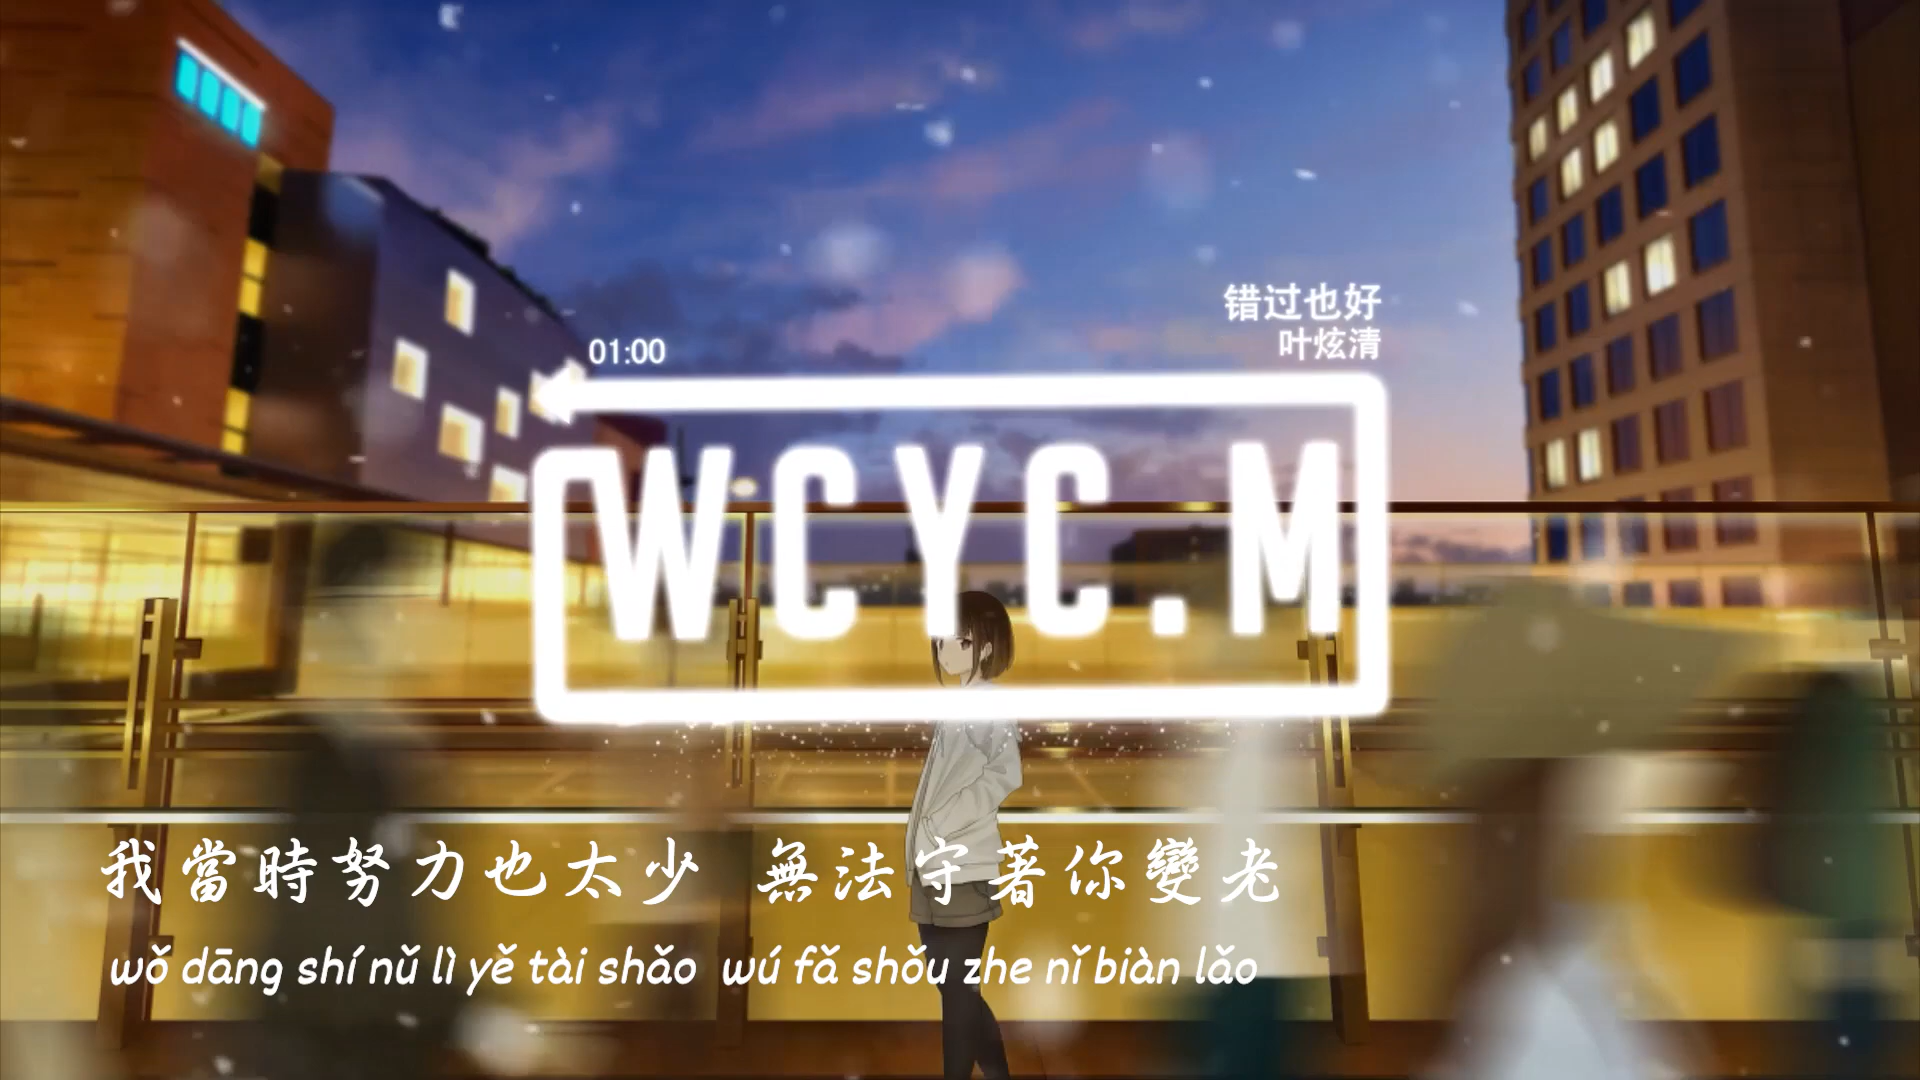 错过也好
叶炫清
01:00
WCYC.M
我當時努力也太少 無法守著你變老
wǒ dāng shí nǔ lì yě tài shǎo wú fǎ shǒu zhe nǐ biàn lǎo